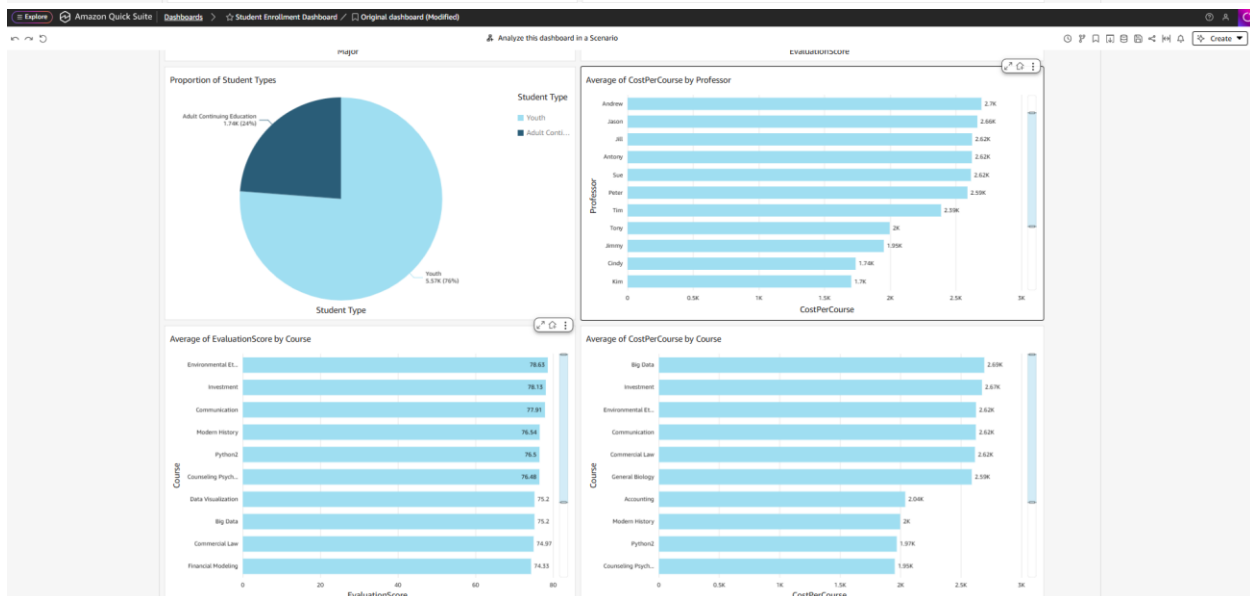 Explore
Amazon Quick Suite
Dashboards
Student Enrollment Dashboard / Original dashboard (Modified)
Analyze this dashboard in a Scenario
Create
Major
EvaluationScore
Proportion of Student Types
Adult Continuing Education
1.74K (24%)
Youth
5.57K (76%)
Student Type
Student Type
Youth
Adult Conti...
Average of CostPerCourse by Professor
Professor
Andrew 2.7K
Jason 2.66K
Jill 2.62K
Antony 2.62K
Sue 2.62K
Peter 2.59K
Tim 2.39K
Tony 2K
Jimmy 1.95K
Cindy 1.74K
Kim 1.7K
0 0.5K 1K 1.5K 2K 2.5K 3K
CostPerCourse
Average of EvaluationScore by Course
Course
Environmental Et... 78.63
Investment 78.13
Communication 77.91
Modern History 76.54
Python2 76.5
Counseling Psych... 76.48
Data Visualization 75.2
Big Data 75.2
Commercial Law 74.97
Financial Modeling 74.33
0 20 40 60 80
EvaluationScore
Average of CostPerCourse by Course
Course
Big Data 2.69K
Investment 2.67K
Environmental Et... 2.62K
Communication 2.62K
Commercial Law 2.62K
General Biology 2.59K
Accounting 2.04K
Modern History 2K
Python2 1.97K
Counseling Psych... 1.95K
0 0.5K 1K 1.5K 2K 2.5K 3K
CostPerCourse